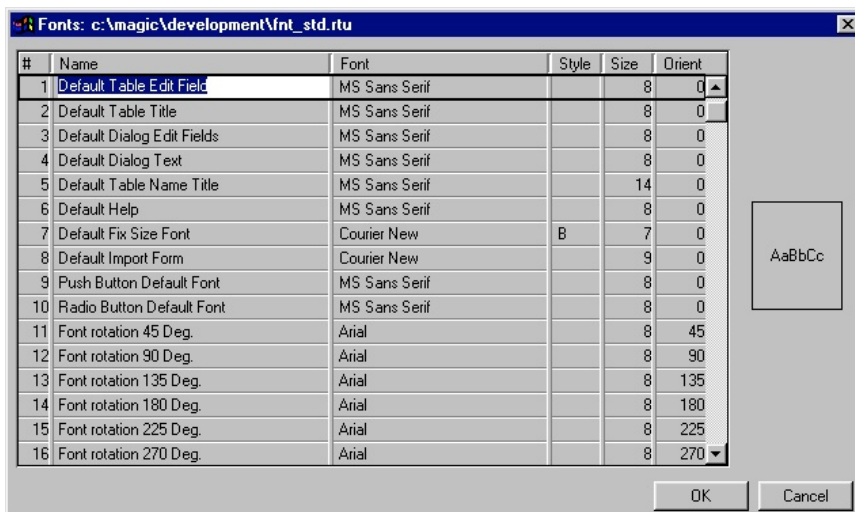 Fonts: c:\magic\development\fnt_std.rtu
# Name Font Style Size Orient
1 Default Table Edit Field MS Sans Serif 8 0
2 Default Table Title MS Sans Serif 8 0
3 Default Dialog Edit Fields MS Sans Serif 8 0
4 Default Dialog Text MS Sans Serif 8 0
5 Default Table Name Title MS Sans Serif 14 0
6 Default Help MS Sans Serif 8 0
7 Default Fix Size Font Courier New B 7 0
8 Default Import Form Courier New 9 0
9 Push Button Default Font MS Sans Serif 8 0
10 Radio Button Default Font MS Sans Serif 8 0
11 Font rotation 45 Deg. Arial 8 45
12 Font rotation 90 Deg. Arial 8 90
13 Font rotation 135 Deg. Arial 8 135
14 Font rotation 180 Deg. Arial 8 180
15 Font rotation 225 Deg. Arial 8 225
16 Font rotation 270 Deg. Arial 8 270
AaBbCc
OK Cancel